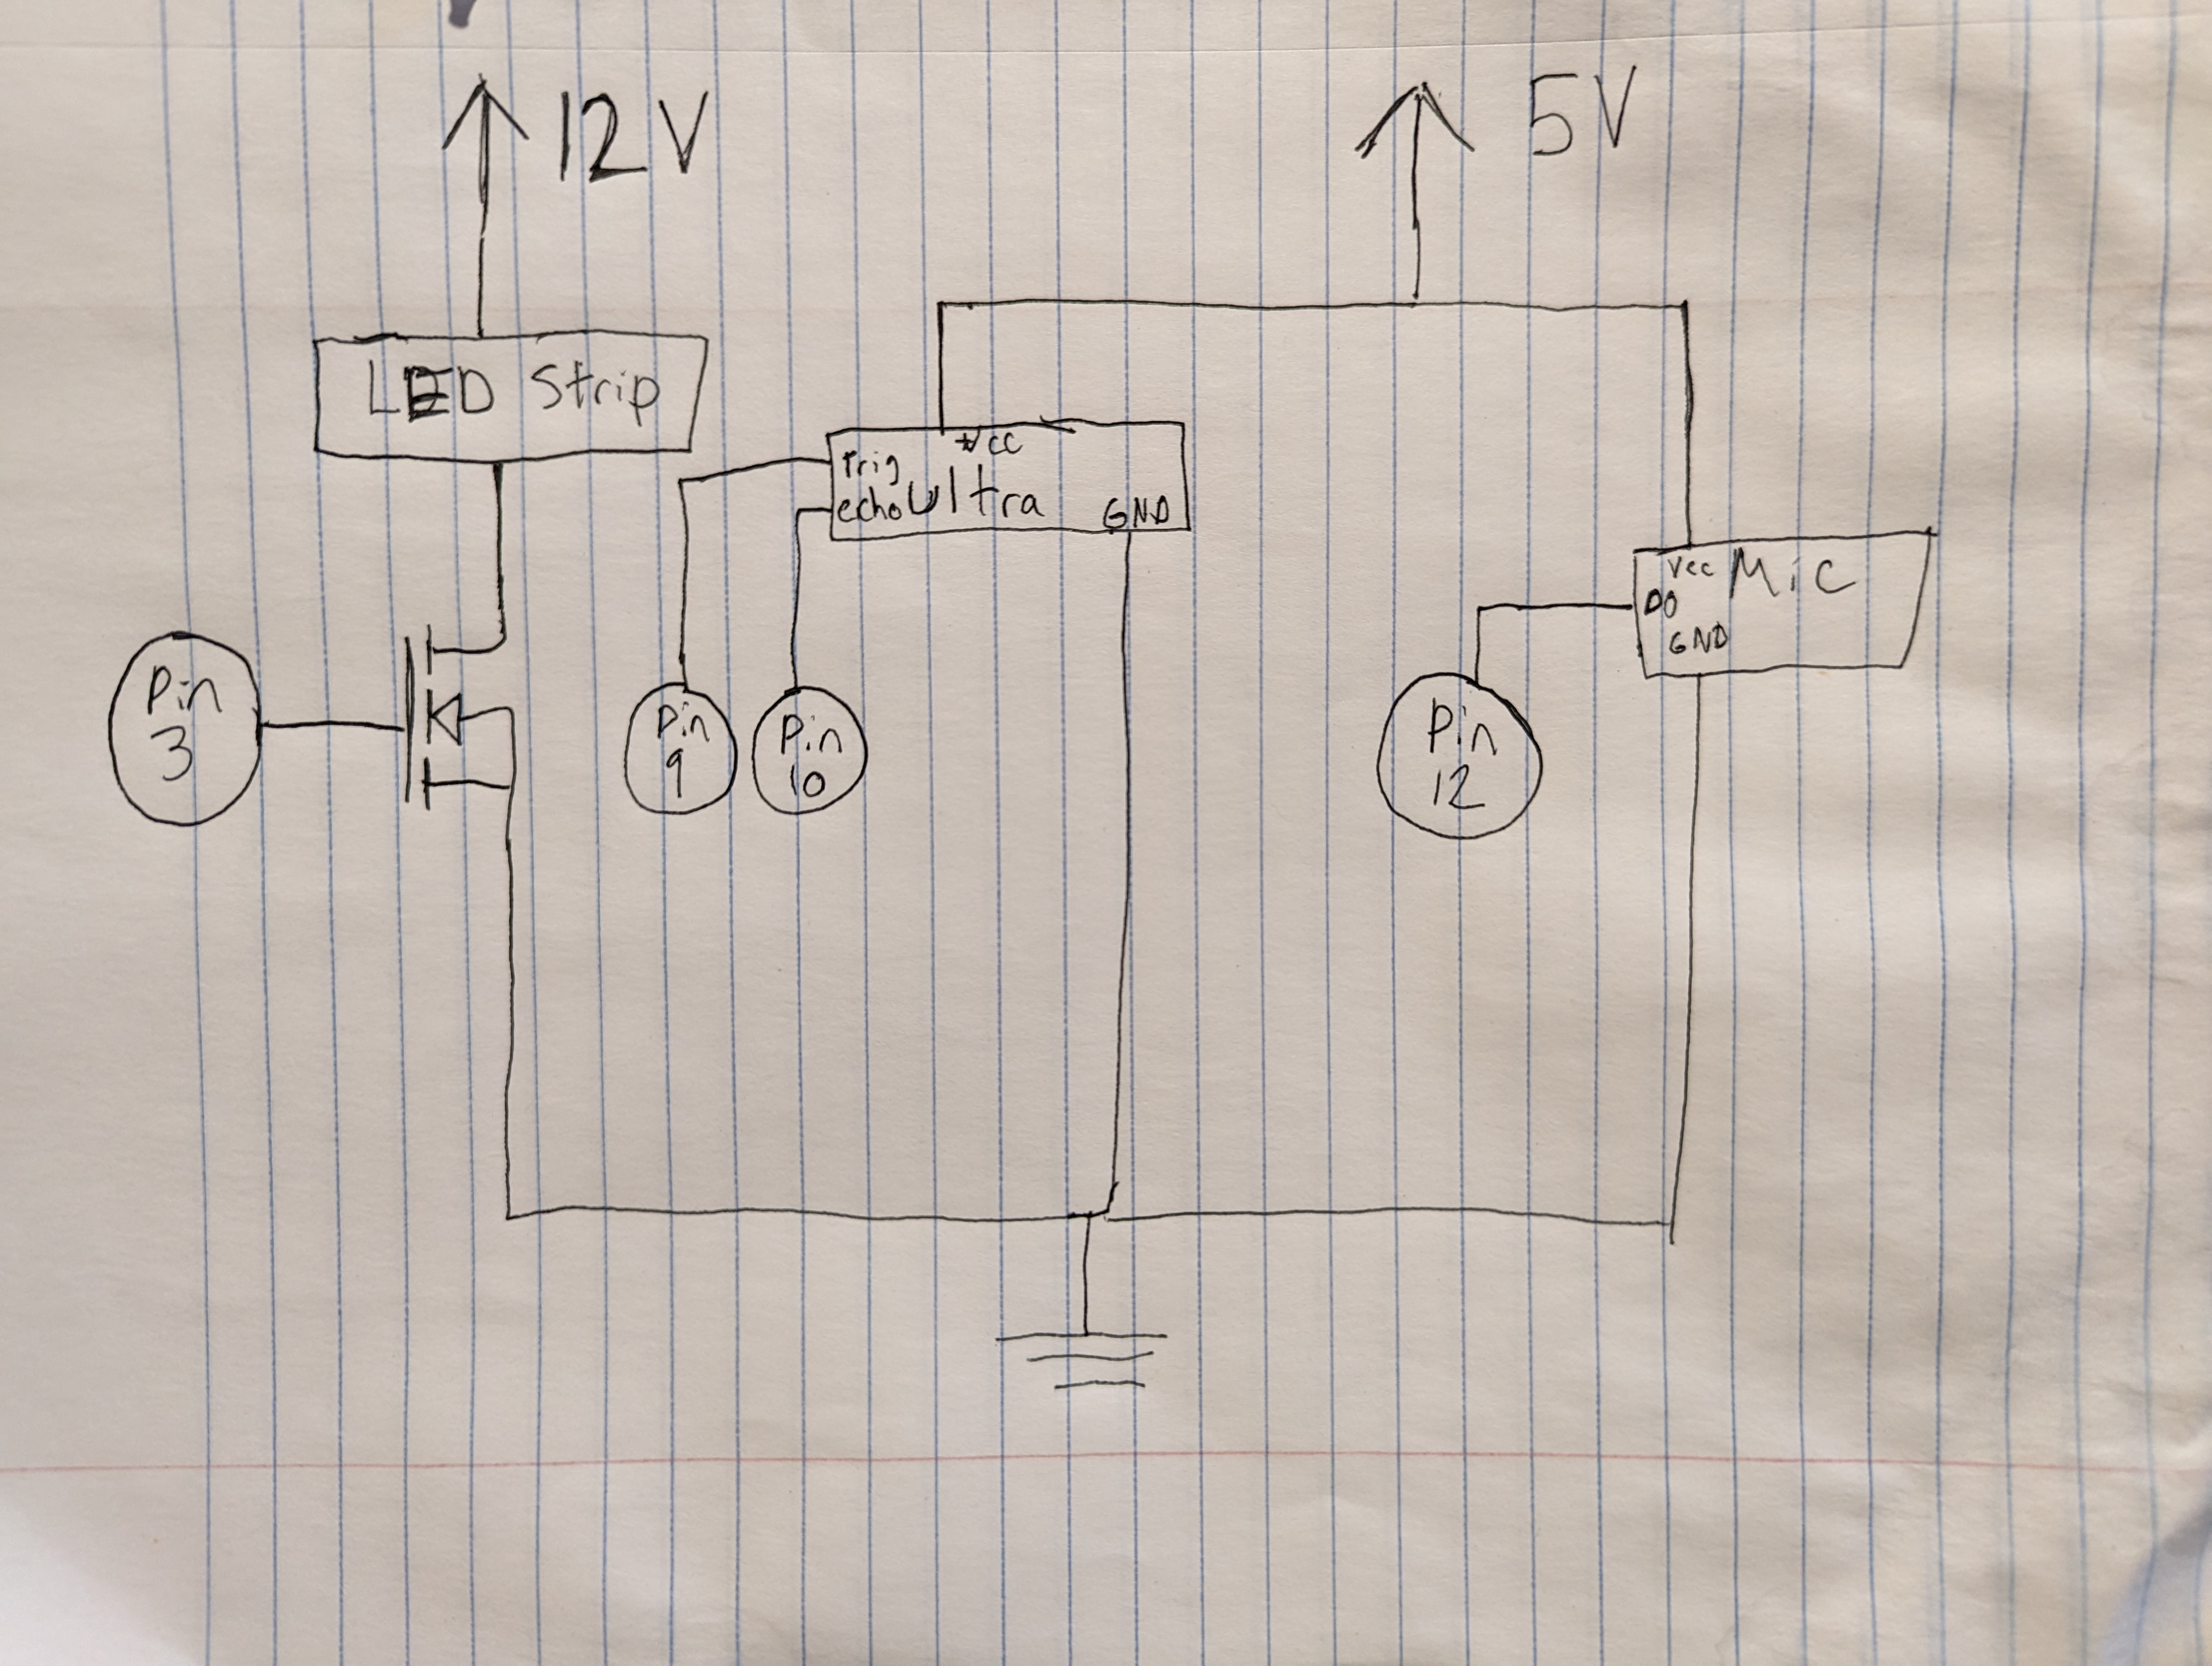 12V
5V
LED Strip
Vcc
Trig
echo Ultra
GND
Vcc Mic
DO
GND
Pin
3
Pin
9
Pin
10
Pin
12